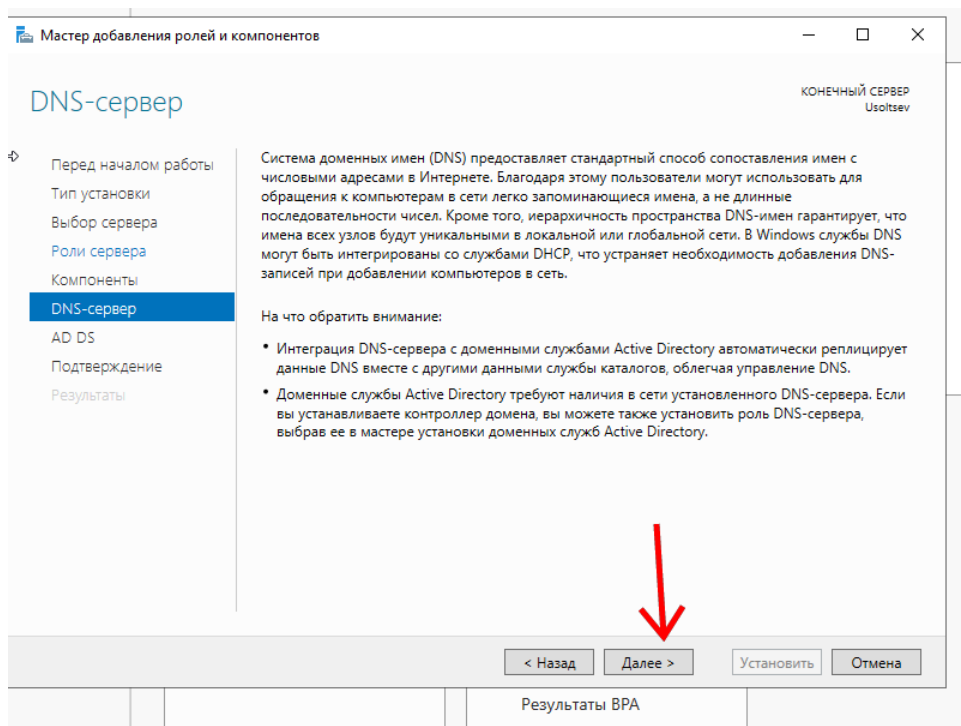 Мастер добавления ролей и компонентов
DNS-сервер
КОНЕЧНЫЙ СЕРВЕР
Usoltsev
Перед началом работы
Тип установки
Выбор сервера
Роли сервера
Компоненты
DNS-сервер
AD DS
Подтверждение
Результаты
Система доменных имен (DNS) предоставляет стандартный способ сопоставления имен с
числовыми адресами в Интернете. Благодаря этому пользователи могут использовать для
обращения к компьютерам в сети легко запоминающиеся имена, а не длинные
последовательности чисел. Кроме того, иерархичность пространства DNS-имен гарантирует, что
имена всех узлов будут уникальными в локальной или глобальной сети. В Windows службы DNS
могут быть интегрированы со службами DHCP, что устраняет необходимость добавления DNS-
записей при добавлении компьютеров в сеть.
На что обратить внимание:
• Интеграция DNS-сервера с доменными службами Active Directory автоматически реплицирует
данные DNS вместе с другими данными службы каталогов, облегчая управление DNS.
• Доменные службы Active Directory требуют наличия в сети установленного DNS-сервера. Если
вы устанавливаете контроллер домена, вы можете также установить роль DNS-сервера,
выбрав ее в мастере установки доменных служб Active Directory.
< Назад
Далее >
Установить
Отмена
Результаты BPA